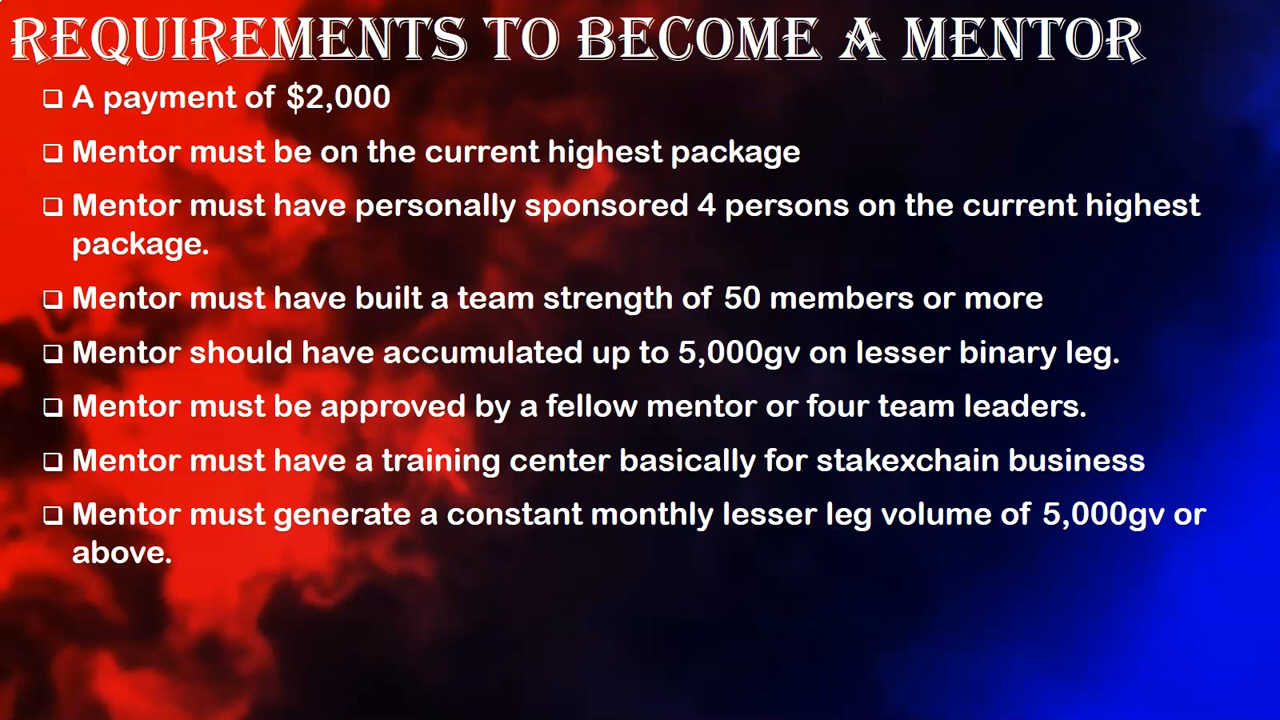 REQUIREMENTS TO BECOME A MENTOR
❑ A payment of $2,000
❑ Mentor must be on the current highest package
❑ Mentor must have personally sponsored 4 persons on the current highest
package.
❑ Mentor must have built a team strength of 50 members or more
❑ Mentor should have accumulated up to 5,000gv on lesser binary leg.
❑ Mentor must be approved by a fellow mentor or four team leaders.
❑ Mentor must have a training center basically for stakexchain business
❑ Mentor must generate a constant monthly lesser leg volume of 5,000gv or
above.